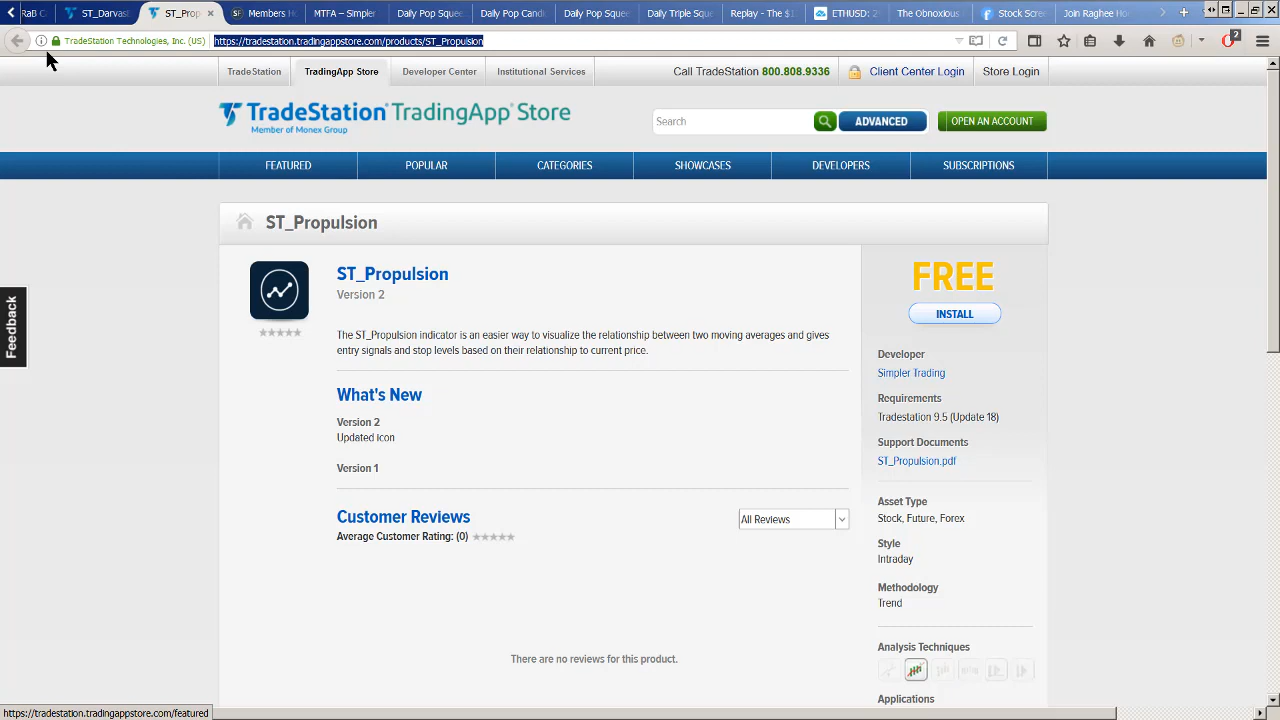 RaB C
ST_Darvas
ST_Prop
Members H
MTFA – Simpler
Daily Pop Squee
Daily Pop Cand
Daily Pop Squee
Daily Triple Squ
Replay - The $1
ETHUSD: 2
The Obnoxious
Stock Scree
Join Raghee Ho
TradeStation Technologies, Inc. (US)
https://tradestation.tradingappstore.com/products/ST_Propulsion
2
TradeStation
TradingApp Store
Developer Center
Institutional Services
Call TradeStation 800.808.9336
Client Center Login
Store Login
TradeStation TradingApp Store
Member of Monex Group
Search
ADVANCED
OPEN AN ACCOUNT
FEATURED
POPULAR
CATEGORIES
SHOWCASES
DEVELOPERS
SUBSCRIPTIONS
ST_Propulsion
ST_Propulsion
Version 2
The ST_Propulsion indicator is an easier way to visualize the relationship between two moving averages and gives
entry signals and stop levels based on their relationship to current price.
What's New
Version 2
Updated icon
Version 1
Customer Reviews
All Reviews
Average Customer Rating: (0)
There are no reviews for this product.
FREE
INSTALL
Developer
Simpler Trading
Requirements
Tradestation 9.5 (Update 18)
Support Documents
ST_Propulsion.pdf
Asset Type
Stock, Future, Forex
Style
Intraday
Methodology
Trend
Analysis Techniques
Applications
Feedback
https://tradestation.tradingappstore.com/featured